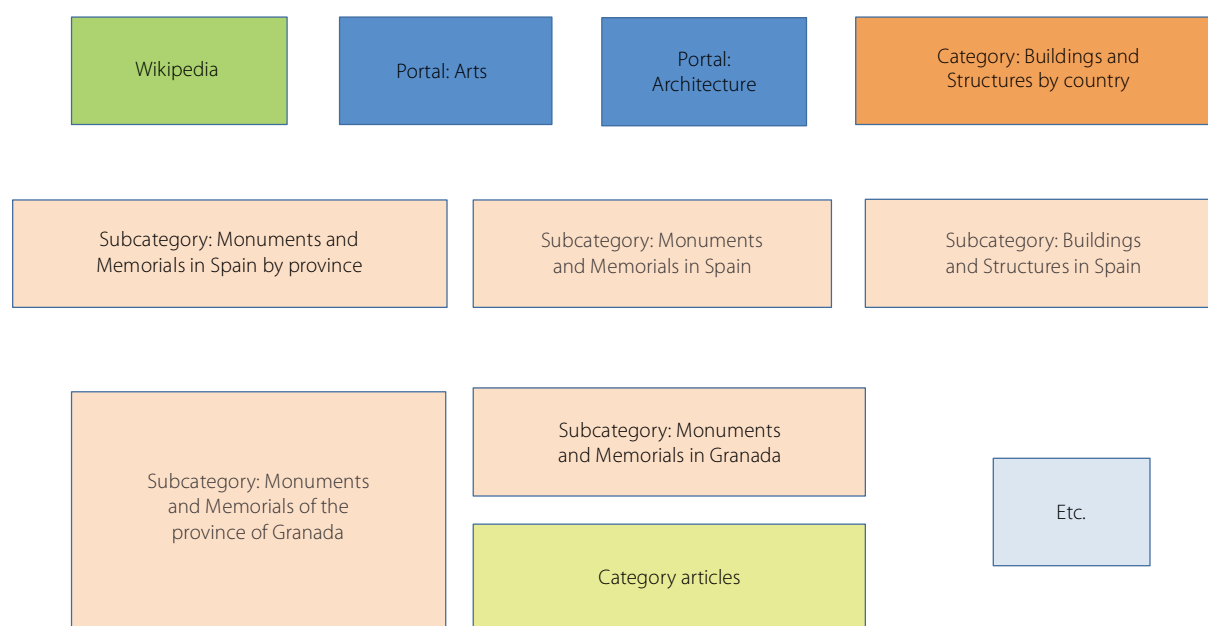 Wikipedia
Portal: Arts
Portal:
Architecture
Category: Buildings and
Structures by country
Subcategory: Monuments and
Memorials in Spain by province
Subcategory: Monuments
and Memorials in Spain
Subcategory: Buildings
and Structures in Spain
Subcategory: Monuments
and Memorials of the
province of Granada
Subcategory: Monuments
and Memorials in Granada
Category articles
Etc.